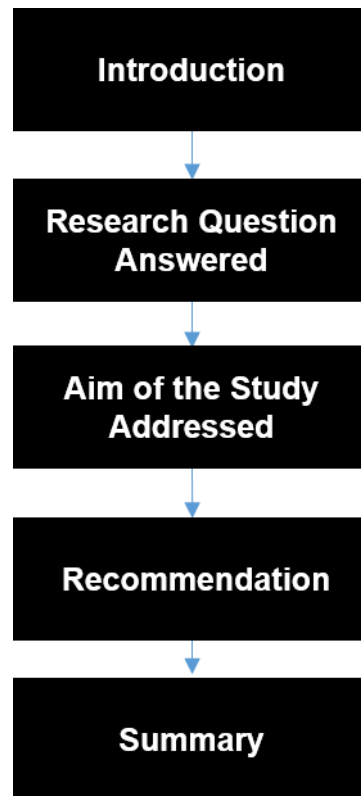 Introduction
Research Question
Answered
Aim of the Study
Addressed
Recommendation
Summary